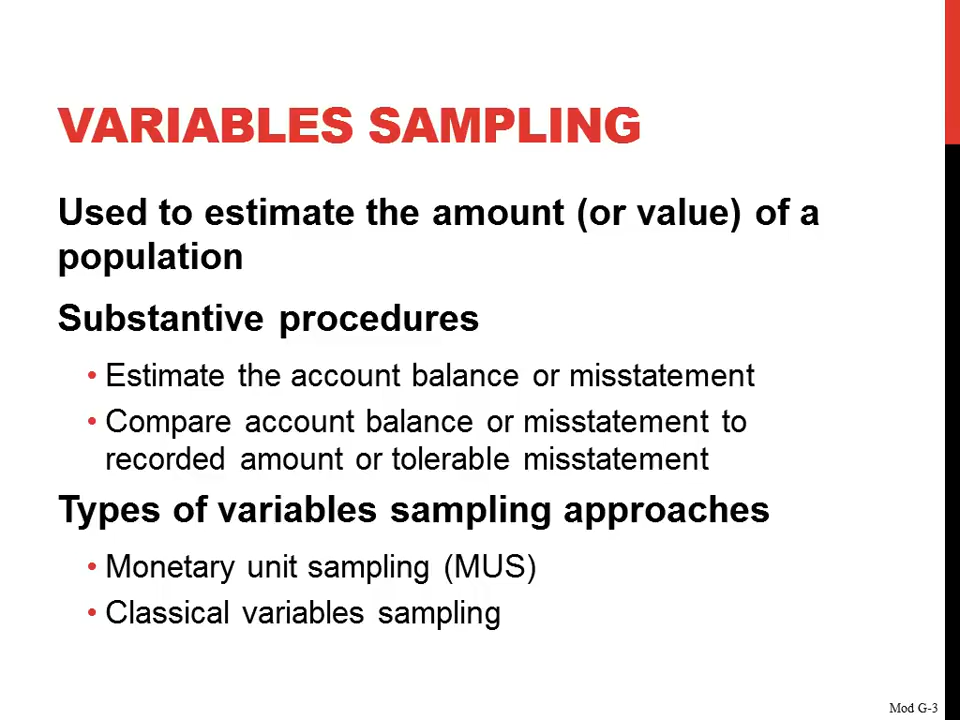 VARIABLES SAMPLING
Used to estimate the amount (or value) of a
population
Substantive procedures
• Estimate the account balance or misstatement
• Compare account balance or misstatement to
recorded amount or tolerable misstatement
Types of variables sampling approaches
• Monetary unit sampling (MUS)
• Classical variables sampling
Mod G-3